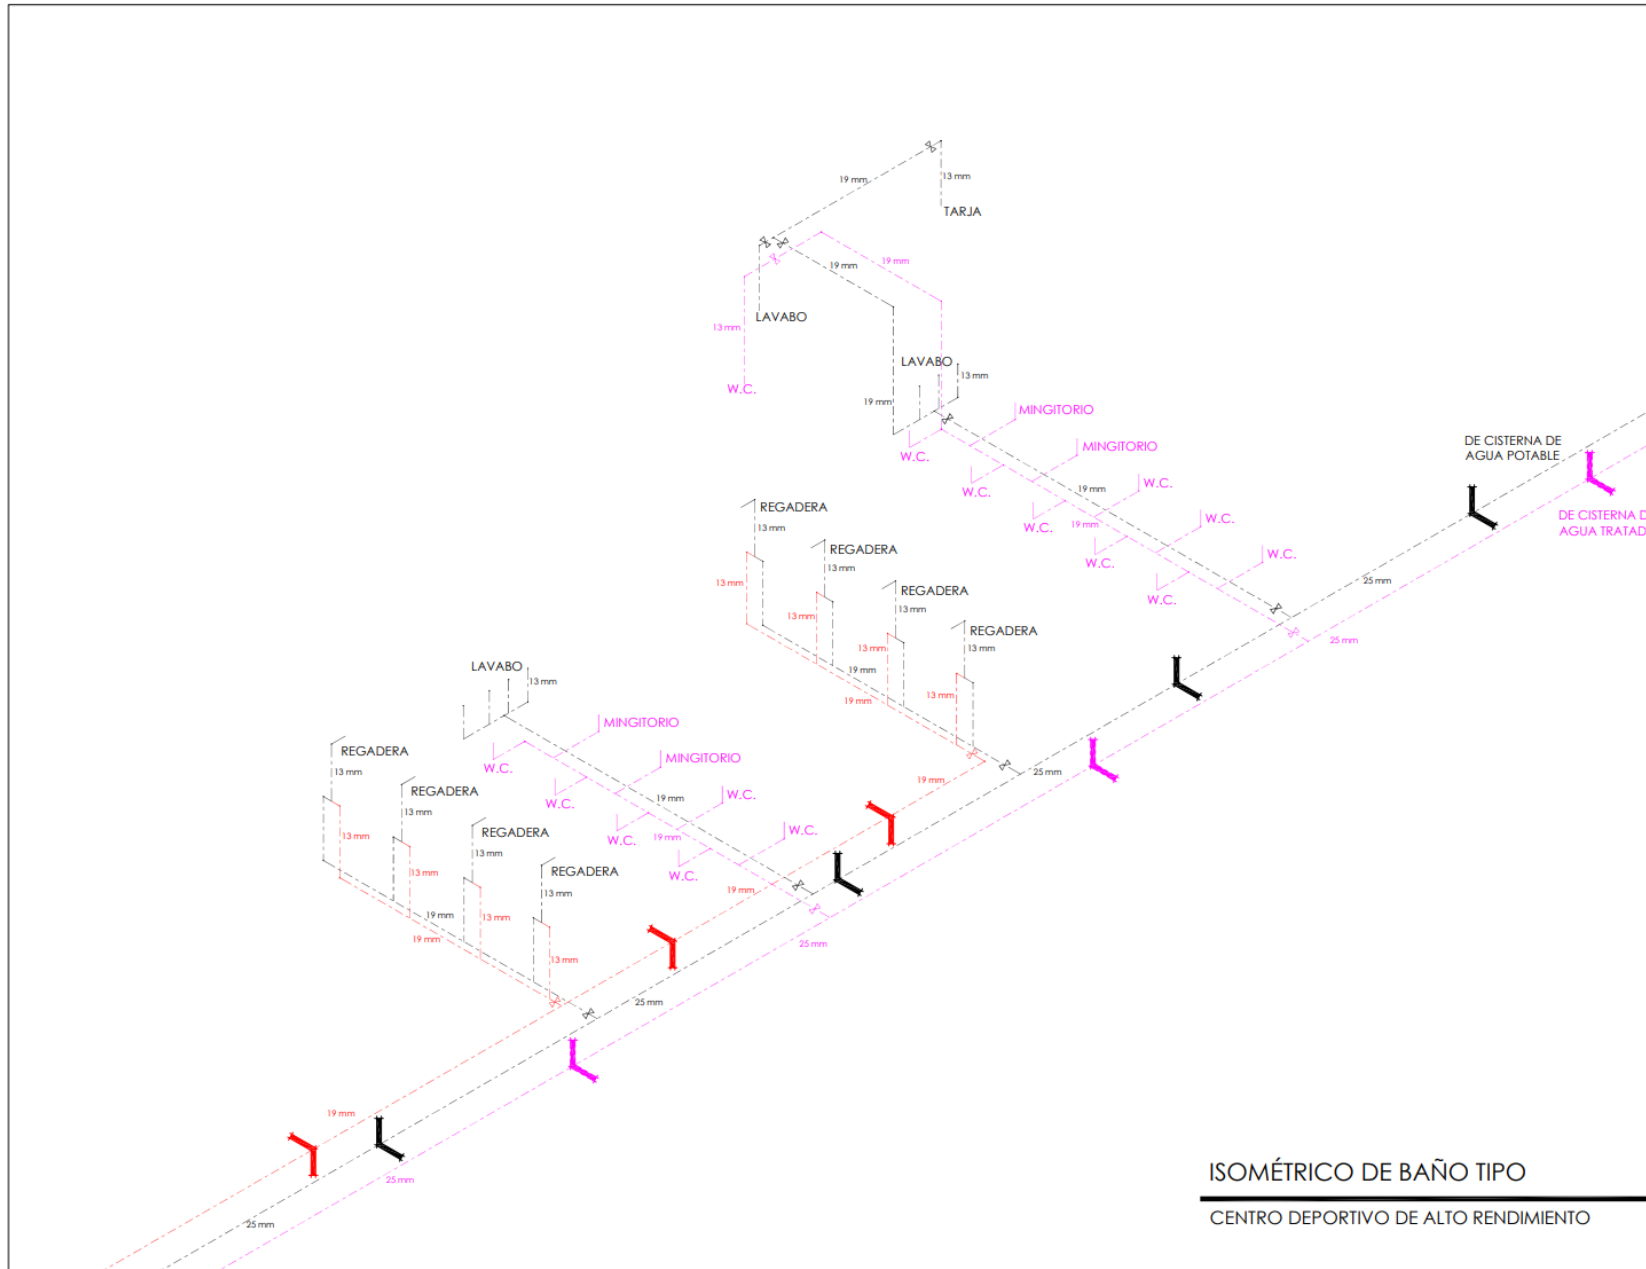 19 mm
13 mm
TARJA
19 mm
19 mm
LAVABO
13 mm
W.C.
LAVABO
13 mm
19 mm
MINGITORIO
W.C.
MINGITORIO
W.C.
19 mm
W.C.
W.C.
19 mm
W.C.
W.C.
W.C.
W.C.
DE CISTERNA DE
AGUA POTABLE
DE CISTERNA D
AGUA TRATAD
25 mm
25 mm
REGADERA
13 mm
REGADERA
13 mm
13 mm
REGADERA
13 mm
13 mm
REGADERA
13 mm
13 mm
19 mm
13 mm
19 mm
19 mm
25 mm
LAVABO
13 mm
MINGITORIO
W.C.
MINGITORIO
W.C.
19 mm
W.C.
W.C.
19 mm
W.C.
W.C.
19 mm
25 mm
REGADERA
13 mm
REGADERA
13 mm
13 mm
REGADERA
13 mm
13 mm
REGADERA
13 mm
13 mm
19 mm
19 mm
13 mm
25 mm
19 mm
25 mm
25 mm
ISOMÉTRICO DE BAÑO TIPO
CENTRO DEPORTIVO DE ALTO RENDIMIENTO